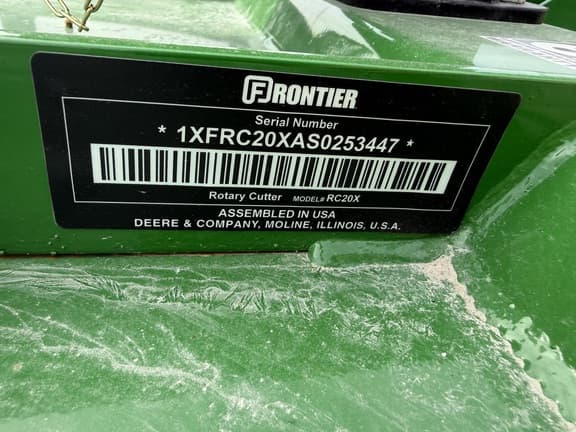 FRONTIER
Serial Number
* 1XFRC20XAS0253447 *
Rotary Cutter MODEL# RC20X
ASSEMBLED IN USA
DEERE & COMPANY, MOLINE, ILLINOIS, U.S.A.